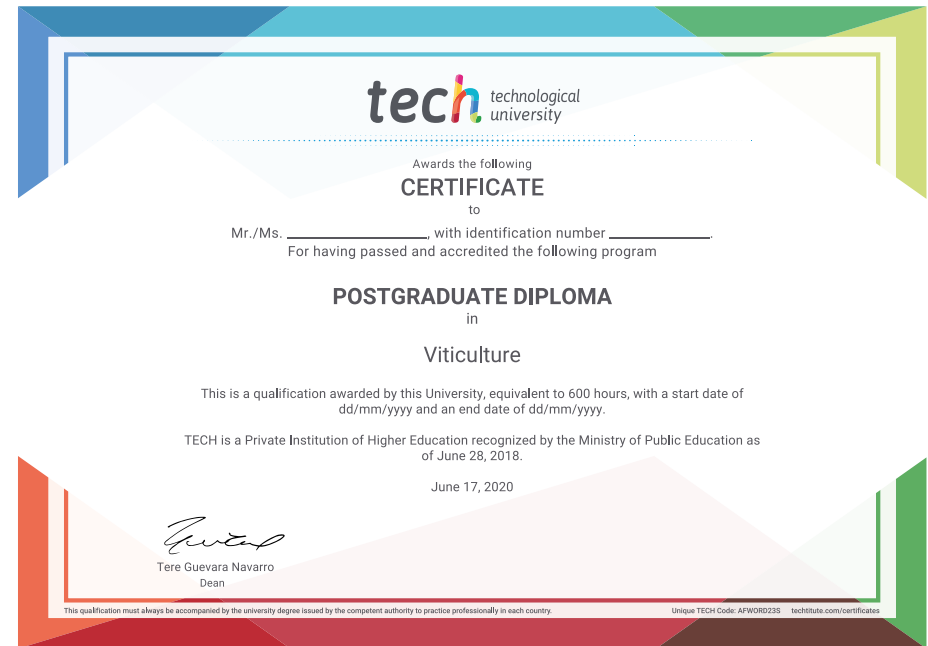 tech technological
university
Awards the following
CERTIFICATE
to
Mr./Ms. ____________________, with identification number ______________.
For having passed and accredited the following program
POSTGRADUATE DIPLOMA
in
Viticulture
This is a qualification awarded by this University, equivalent to 600 hours, with a start date of
dd/mm/yyyy and an end date of dd/mm/yyyy.
TECH is a Private Institution of Higher Education recognized by the Ministry of Public Education as
of June 28, 2018.
June 17, 2020
Tere Guevara Navarro
Dean
This qualification must always be accompanied by the university degree issued by the competent authority to practice professionally in each country.
Unique TECH Code: AFWORD23S techtitute.com/certificates